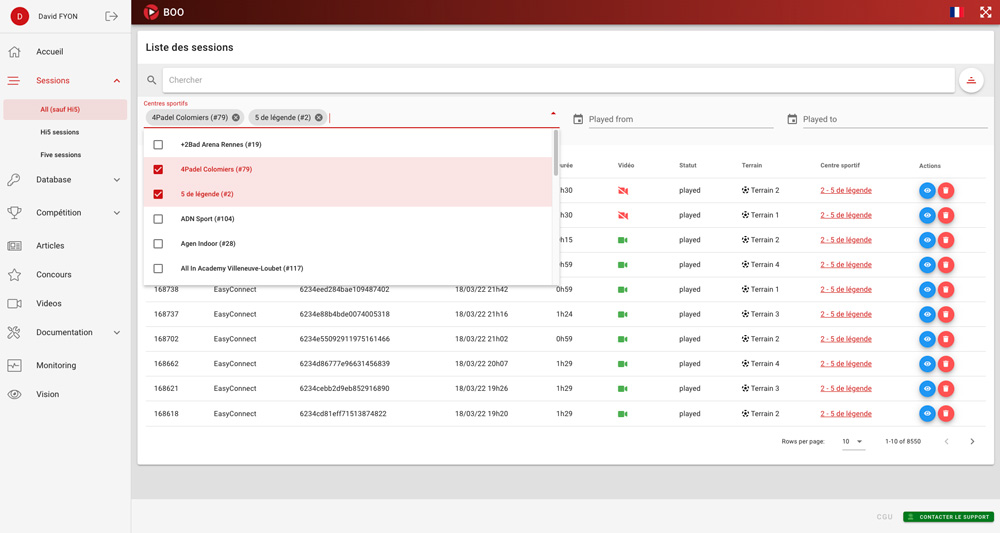 D
David FYON
BOO
Accueil
Sessions
All (sauf Hi5)
Hi5 sessions
Five sessions
Database
Compétition
Articles
Concours
Videos
Documentation
Monitoring
Vision
Liste des sessions
Chercher
Centres sportifs
4Padel Colomiers (#79)
5 de légende (#2)
Played from
Played to
+2Bad Arena Rennes (#19)
4Padel Colomiers (#79)
5 de légende (#2)
ADN Sport (#104)
Agen Indoor (#28)
All In Academy Villeneuve-Loubet (#117)
Vidéo Statut Terrain Centre sportif Actions
played Terrain 2 2 - 5 de légende
played Terrain 1 2 - 5 de légende
played Terrain 2 2 - 5 de légende
played Terrain 4 2 - 5 de légende
168738 EasyConnect 6234eed284bae109487402 18/03/22 21h42 0h59 played Terrain 1 2 - 5 de légende
168737 EasyConnect 6234e88b4bde0074005318 18/03/22 21h16 1h24 played Terrain 3 2 - 5 de légende
168702 EasyConnect 6234e55092911975161466 18/03/22 21h02 0h59 played Terrain 2 2 - 5 de légende
168662 EasyConnect 6234d86777e96631456839 18/03/22 20h07 1h29 played Terrain 4 2 - 5 de légende
168621 EasyConnect 6234cebb2d9eb852916890 18/03/22 19h26 1h29 played Terrain 3 2 - 5 de légende
168618 EasyConnect 6234cd81eff71513874822 18/03/22 19h20 1h29 played Terrain 2 2 - 5 de légende
Rows per page: 10 1-10 of 8550
CGU
CONTACTER LE SUPPORT